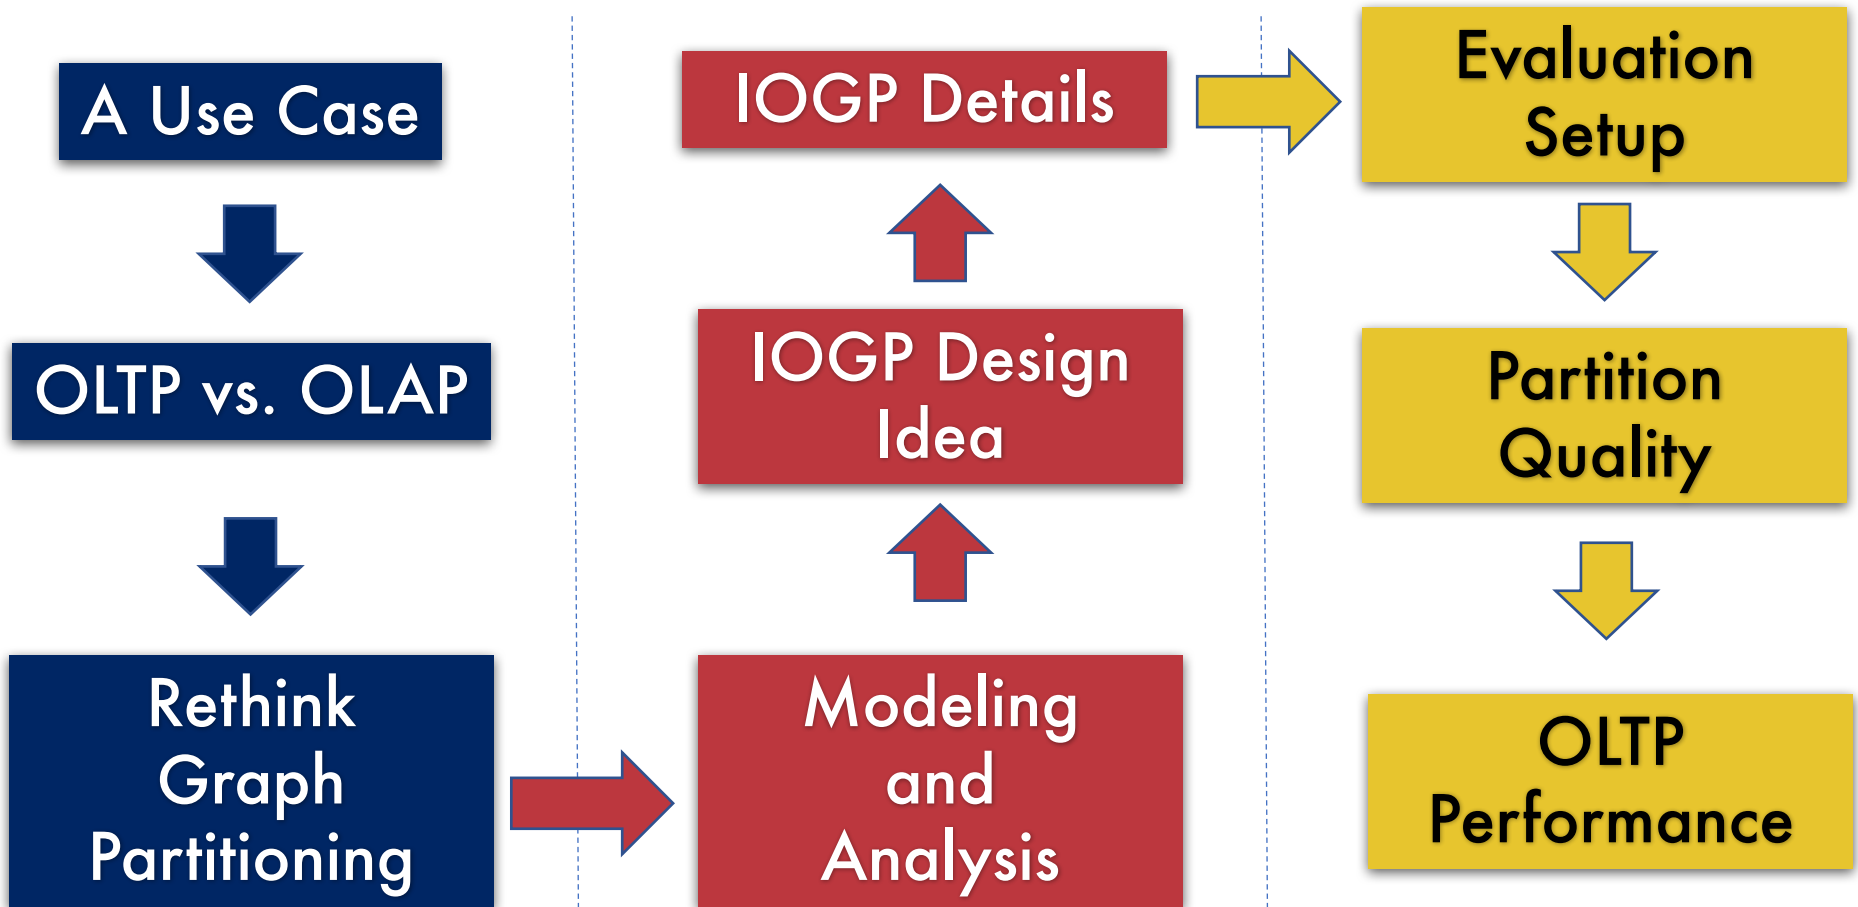 A Use Case
OLTP vs. OLAP
Rethink
Graph
Partitioning
Modeling
and
Analysis
IOGP Design
Idea
IOGP Details
Evaluation
Setup
Partition
Quality
OLTP
Performance